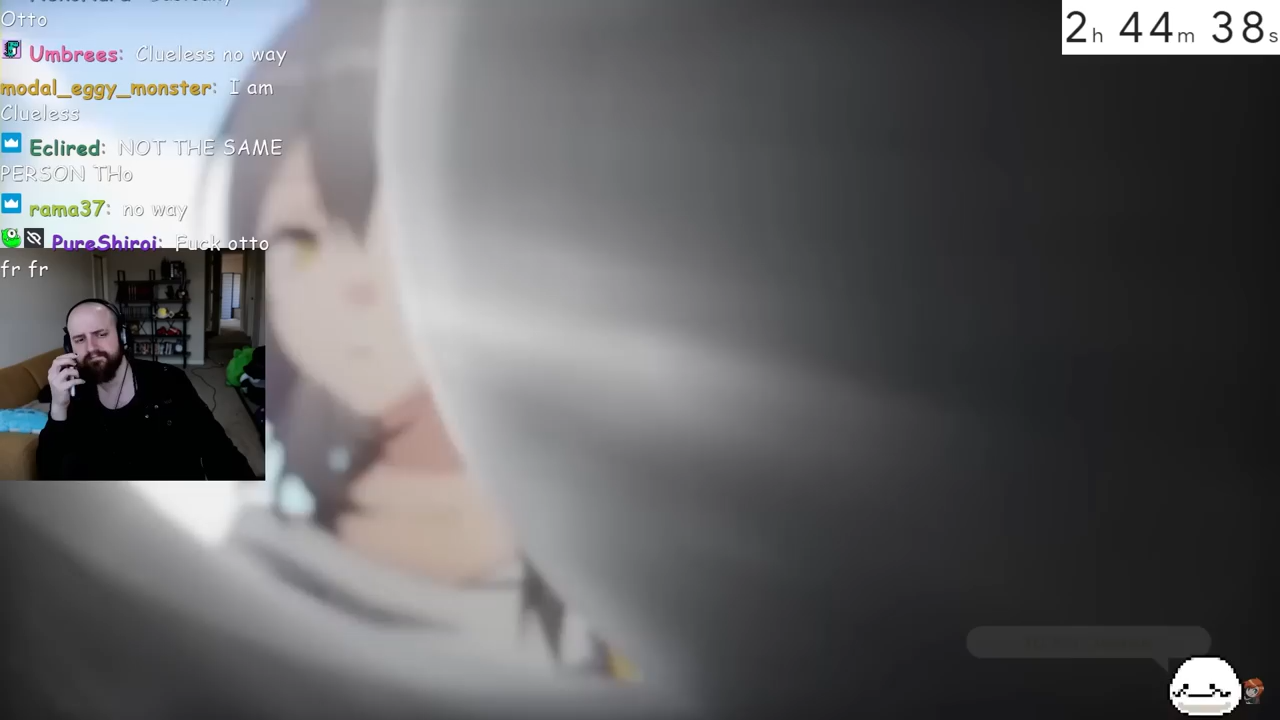 Otto
Umbrees: Clueless no way
modal_eggy_monster: I am
Clueless
Eclired: NOT THE SAME
PERSON THo
rama37: no way
PureShiroi: Fuck otto
fr fr
2h 44m 38s